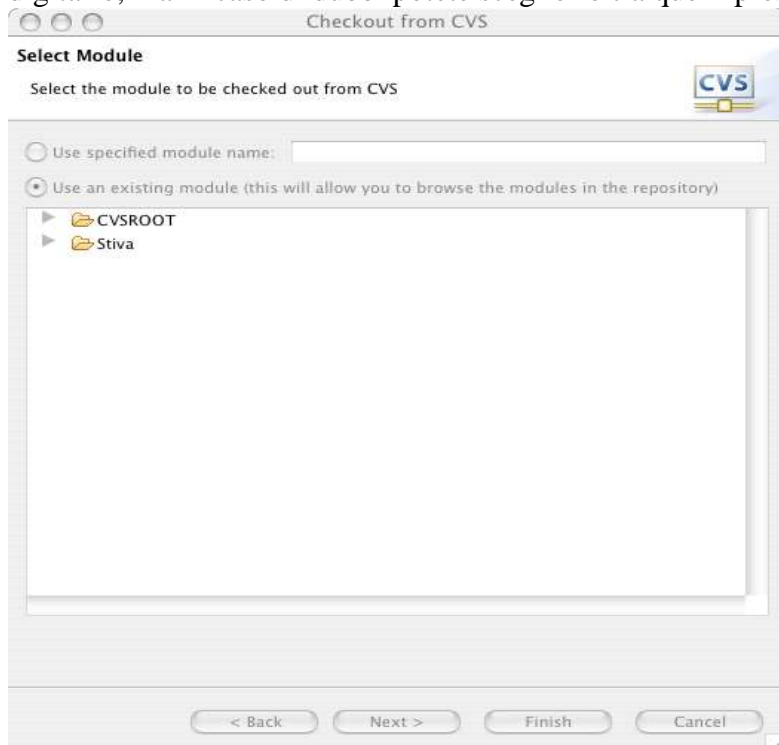 Checkout from CVS
Select Module
Select the module to be checked out from CVS
CVS
Use specified module name:
Use an existing module (this will allow you to browse the modules in the repository)
CVSROOT
Stiva
< Back Next > Finish Cancel